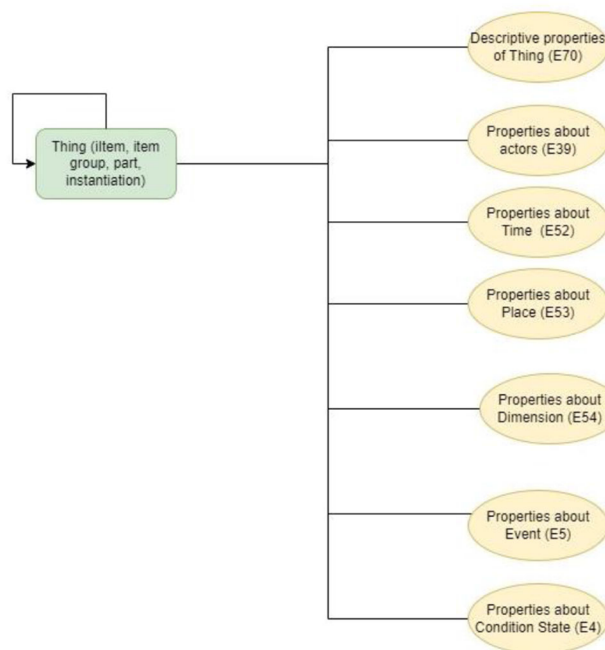 Descriptive properties
of Thing (E70)
Thing (iItem, item
group, part,
instantiation)
Properties about
actors (E39)
Properties about
Time (E52)
Properties about
Place (E53)
Properties about
Dimension (E54)
Properties about
Event (E5)
Properties about
Condition State (E4)